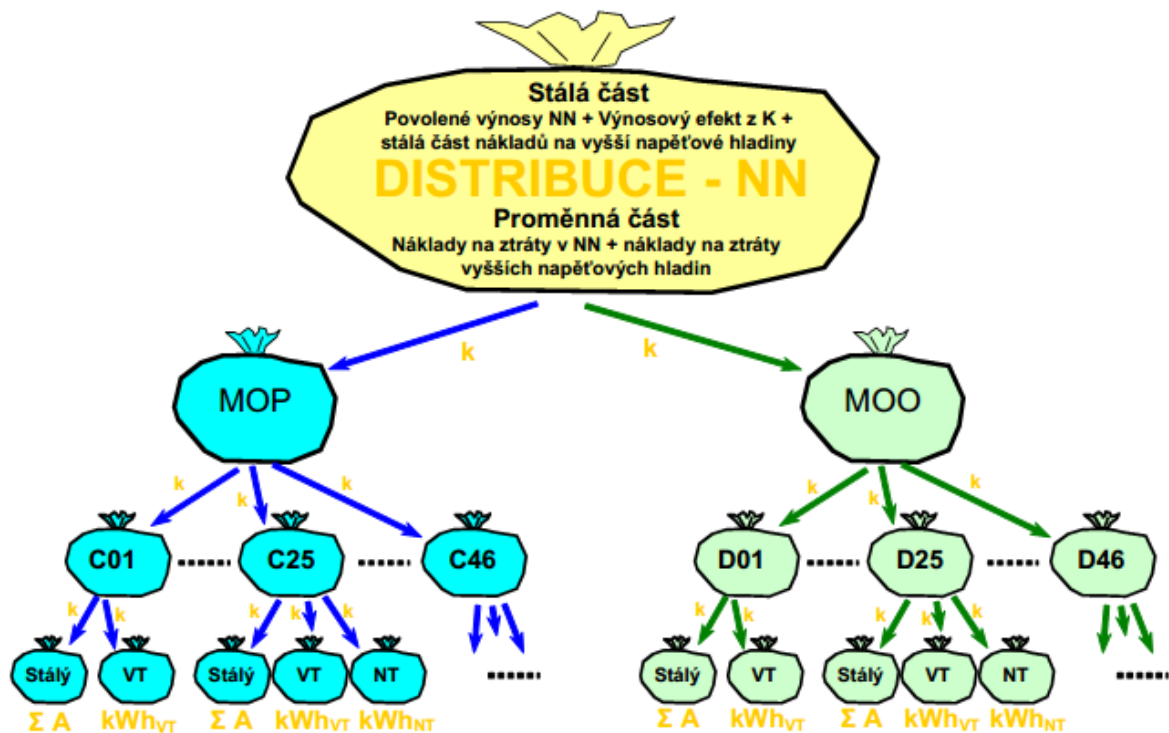 Stálá část
Povolené výnosy NN + Výnosový efekt z K +
stálá část nákladů na vyšší napěťové hladiny
DISTRIBUCE - NN
Proměnná část
Náklady na ztráty v NN + náklady na ztráty
vyšších napěťových hladin
k k
MOP MOO
k k k k k k
C01 ...... C25 ...... C46 D01 ...... D25 ...... D46
k k k k k k k k k k
Stálý VT Stálý VT NT ...... Stálý VT Stálý VT NT ......
Σ A kWhVT Σ A kWhVT kWhNT Σ A kWhVT Σ A kWhVT kWhNT